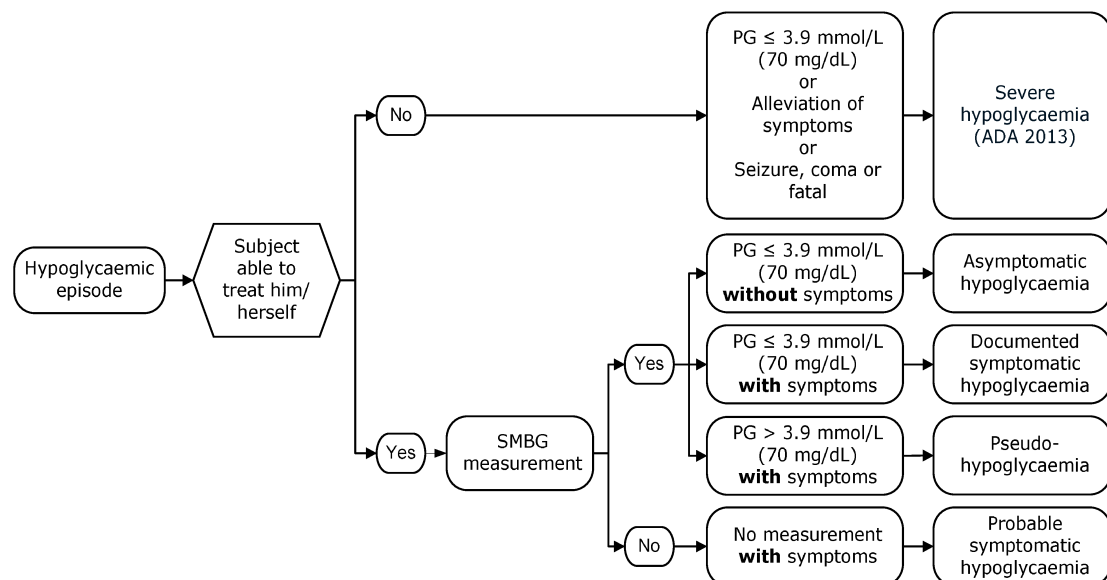 Hypoglycaemic
episode
Subject
able to
treat him/
herself
No
PG ≤ 3.9 mmol/L
(70 mg/dL)
or
Alleviation of
symptoms
or
Seizure, coma or
fatal
Severe
hypoglycaemia
(ADA 2013)
Yes
SMBG
measurement
Yes
PG ≤ 3.9 mmol/L
(70 mg/dL)
without symptoms
Asymptomatic
hypoglycaemia
PG ≤ 3.9 mmol/L
(70 mg/dL)
with symptoms
Documented
symptomatic
hypoglycaemia
PG > 3.9 mmol/L
(70 mg/dL)
with symptoms
Pseudo-
hypoglycaemia
No
No measurement
with symptoms
Probable
symptomatic
hypoglycaemia